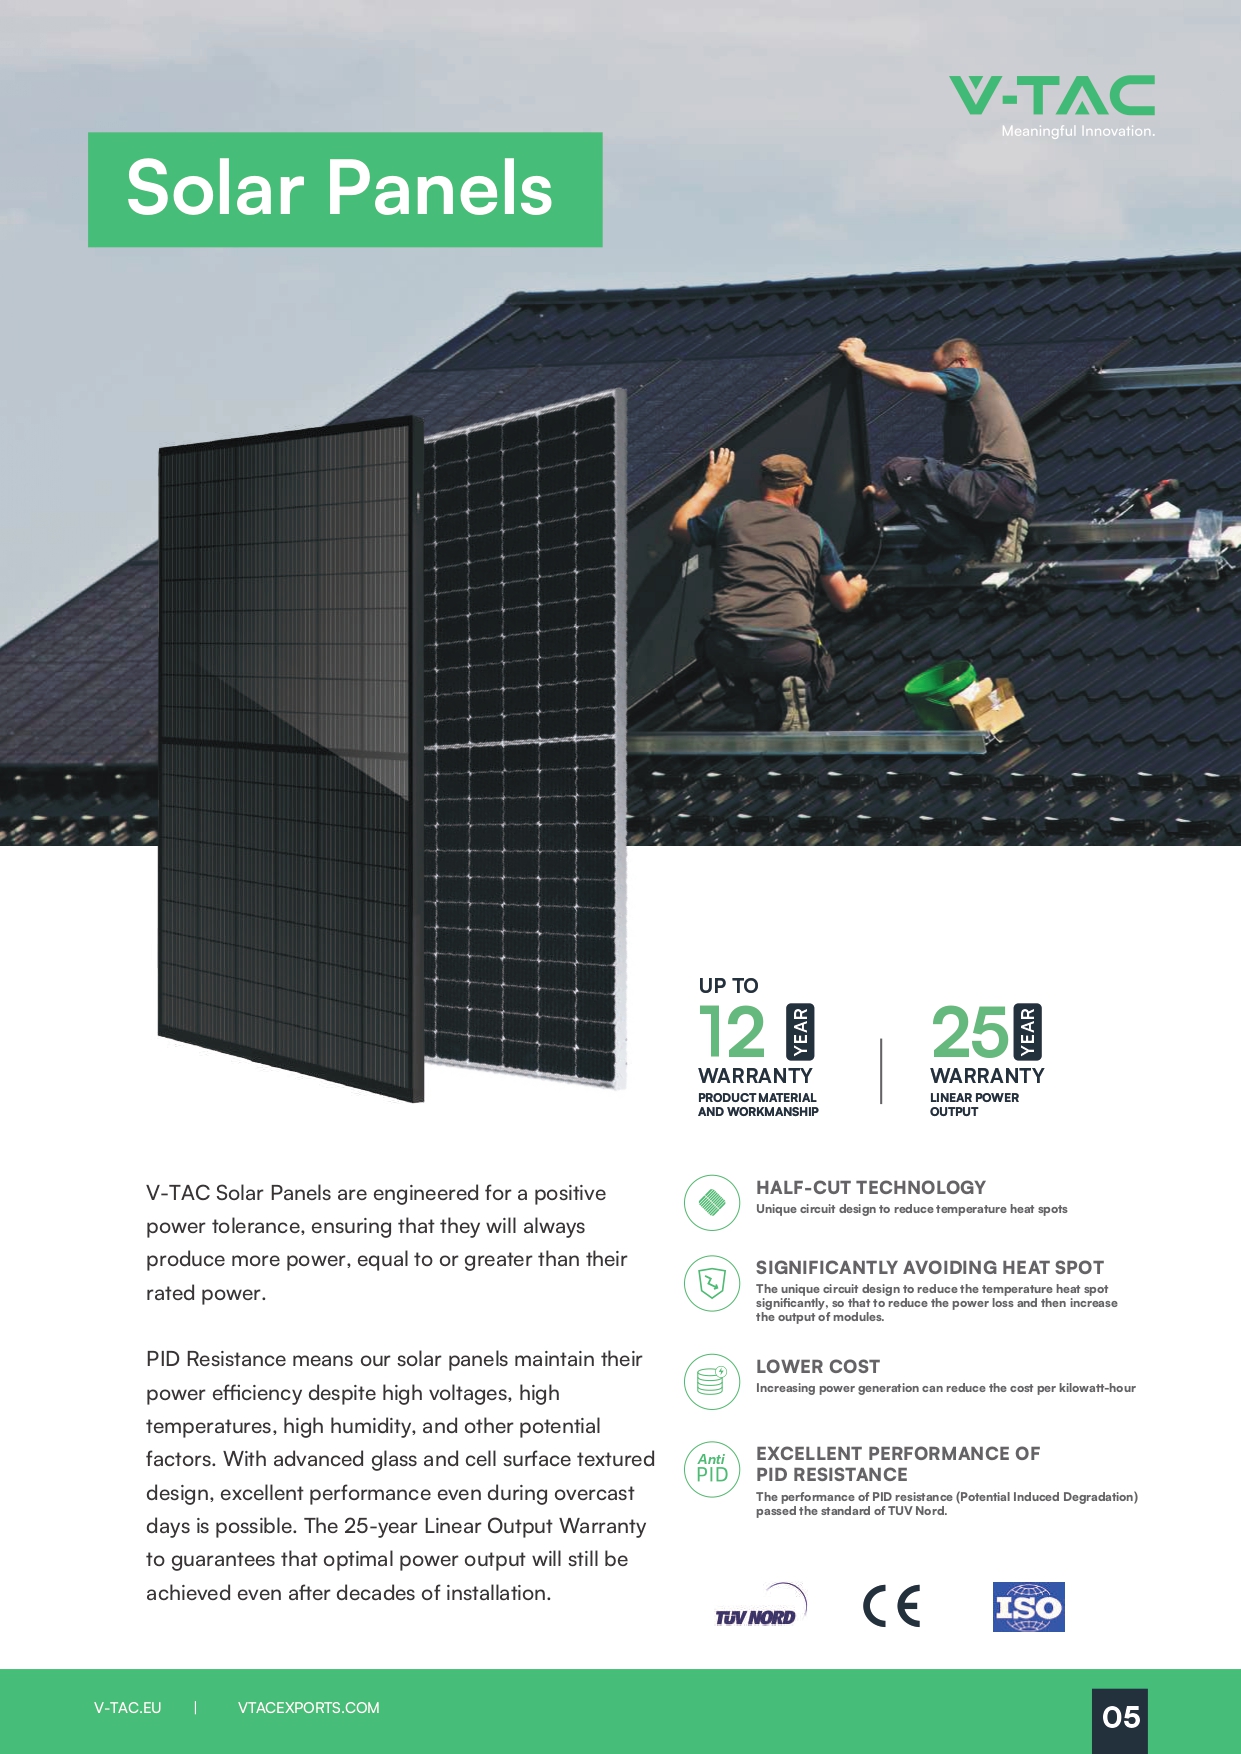 V-TAC
Meaningful Innovation.
Solar Panels
UP TO
12 YEAR
WARRANTY
PRODUCT MATERIAL
AND WORKMANSHIP
25 YEAR
WARRANTY
LINEAR POWER
OUTPUT
V-TAC Solar Panels are engineered for a positive
power tolerance, ensuring that they will always
produce more power, equal to or greater than their
rated power.
PID Resistance means our solar panels maintain their
power efficiency despite high voltages, high
temperatures, high humidity, and other potential
factors. With advanced glass and cell surface textured
design, excellent performance even during overcast
days is possible. The 25-year Linear Output Warranty
to guarantees that optimal power output will still be
achieved even after decades of installation.
HALF-CUT TECHNOLOGY
Unique circuit design to reduce temperature heat spots
SIGNIFICANTLY AVOIDING HEAT SPOT
The unique circuit design to reduce the temperature heat spot
significantly, so that to reduce the power loss and then increase
the output of modules.
LOWER COST
Increasing power generation can reduce the cost per kilowatt-hour
Anti
PID
EXCELLENT PERFORMANCE OF
PID RESISTANCE
The performance of PID resistance (Potential Induced Degradation)
passed the standard of TUV Nord.
TÜV NORD
CE
ISO
V-TAC.EU | VTACEXPORTS.COM
05